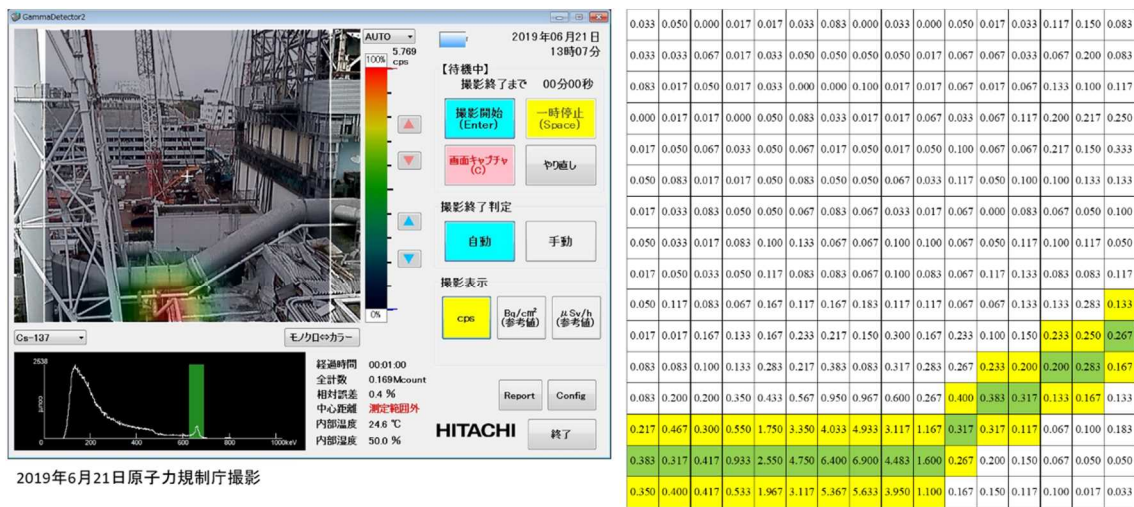 GammaDetector2
AUTO
100%
5.769
cps
0%
2019年06月21日
13時07分
【待機中】
撮影終了まで 00分00秒
撮影開始
(Enter)
一時停止
(Space)
画面キャプチャ
(C)
やり直し
撮影終了判定
自動
手動
撮影表示
cps
Bq/cm²
(参考値)
μSv/h
(参考値)
Cs-137
モノクロ⇔カラー
2638
count
0
0 200 400 600 800 1000keV
経過時間 00:01:00
全計数 0.169Mcount
相対誤差 0.4 %
中心距離 測定範囲外
内部温度 24.6 ℃
内部湿度 50.0 %
Report
Config
HITACHI
終了
2019年6月21日原子力規制庁撮影
0.033 0.050 0.000 0.017 0.017 0.033 0.083 0.000 0.033 0.000 0.050 0.017 0.033 0.117 0.150 0.083
0.033 0.033 0.067 0.017 0.033 0.050 0.050 0.050 0.050 0.017 0.067 0.067 0.033 0.067 0.200 0.083
0.083 0.017 0.050 0.017 0.033 0.000 0.000 0.100 0.017 0.017 0.067 0.017 0.067 0.133 0.100 0.117
0.000 0.017 0.017 0.000 0.050 0.083 0.033 0.017 0.017 0.067 0.033 0.067 0.117 0.200 0.217 0.250
0.017 0.050 0.067 0.033 0.050 0.067 0.017 0.050 0.017 0.050 0.100 0.067 0.067 0.217 0.150 0.333
0.050 0.083 0.017 0.017 0.050 0.083 0.050 0.050 0.067 0.033 0.117 0.050 0.100 0.100 0.133 0.133
0.017 0.033 0.083 0.050 0.050 0.067 0.083 0.067 0.033 0.017 0.067 0.000 0.083 0.067 0.050 0.100
0.050 0.033 0.017 0.083 0.100 0.133 0.067 0.067 0.100 0.100 0.067 0.050 0.117 0.100 0.117 0.050
0.017 0.050 0.033 0.050 0.117 0.083 0.083 0.067 0.100 0.083 0.067 0.117 0.133 0.083 0.083 0.117
0.050 0.117 0.083 0.067 0.167 0.117 0.167 0.183 0.117 0.117 0.067 0.067 0.133 0.133 0.283 0.133
0.017 0.017 0.167 0.133 0.167 0.233 0.217 0.150 0.300 0.167 0.233 0.100 0.150 0.233 0.250 0.267
0.083 0.083 0.100 0.133 0.283 0.217 0.383 0.083 0.317 0.283 0.267 0.233 0.200 0.200 0.283 0.167
0.083 0.200 0.200 0.350 0.433 0.567 0.950 0.967 0.600 0.267 0.400 0.383 0.317 0.133 0.167 0.133
0.217 0.467 0.300 0.550 1.750 3.350 4.033 4.933 3.117 1.167 0.317 0.317 0.117 0.067 0.100 0.183
0.383 0.317 0.417 0.933 2.550 4.750 6.400 6.900 4.483 1.600 0.267 0.200 0.150 0.067 0.050 0.050
0.350 0.400 0.417 0.533 1.967 3.117 5.367 5.633 3.950 1.100 0.167 0.150 0.117 0.100 0.017 0.033